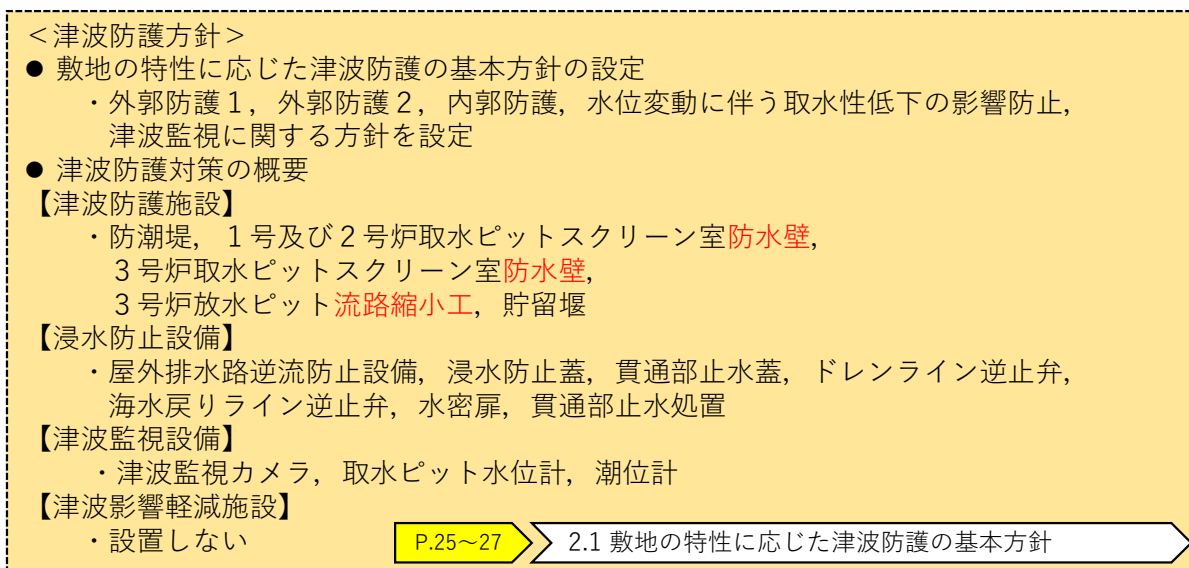 ＜津波防護方針＞
● 敷地の特性に応じた津波防護の基本方針の設定
・外郭防護１，外郭防護２，内郭防護，水位変動に伴う取水性低下の影響防止，
津波監視に関する方針を設定
● 津波防護対策の概要
【津波防護施設】
・防潮堤，１号及び２号炉取水ピットスクリーン室防水壁，
３号炉取水ピットスクリーン室防水壁，
３号炉放水ピット流路縮小工，貯留堰
【浸水防止設備】
・屋外排水路逆流防止設備，浸水防止蓋，貫通部止水蓋，ドレンライン逆止弁，
海水戻りライン逆止弁，水密扉，貫通部止水処置
【津波監視設備】
・津波監視カメラ，取水ピット水位計，潮位計
【津波影響軽減施設】
・設置しない
P.25～27 2.1 敷地の特性に応じた津波防護の基本方針